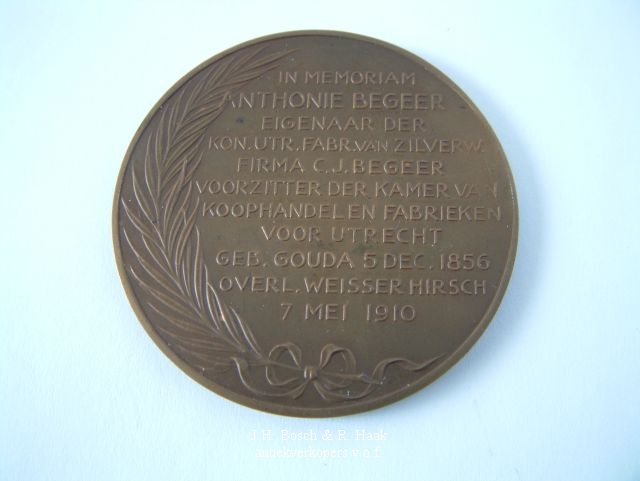 IN MEMORIAM
ANTHONIE BEGEER
EIGENAAR DER
KON. UTR. FABR. VAN ZILVERW.
FIRMA C.J. BEGEER
VOORZITTER DER KAMER VAN
KOOPHANDEL EN FABRIEKEN
VOOR UTRECHT
GEB. GOUDA 5 DEC. 1856
OVERL. WEISSER HIRSCH
7 MEI 1910
J.H. Bosch & R. Haak